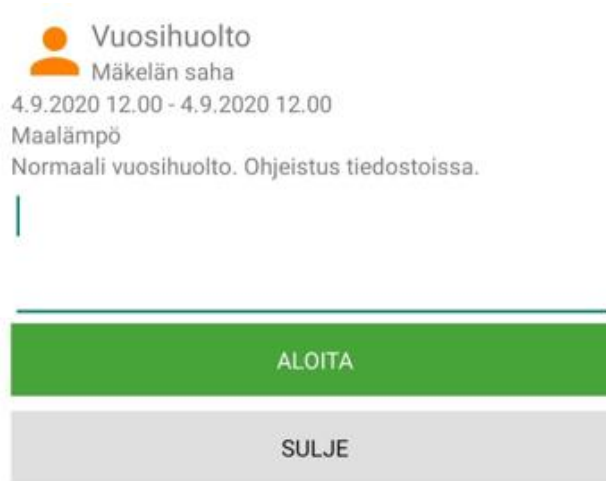 Vuosihuolto
Mäkelän saha
4.9.2020 12.00 - 4.9.2020 12.00
Maalämpö
Normaali vuosihuolto. Ohjeistus tiedostoissa.
ALOITA
SULJE